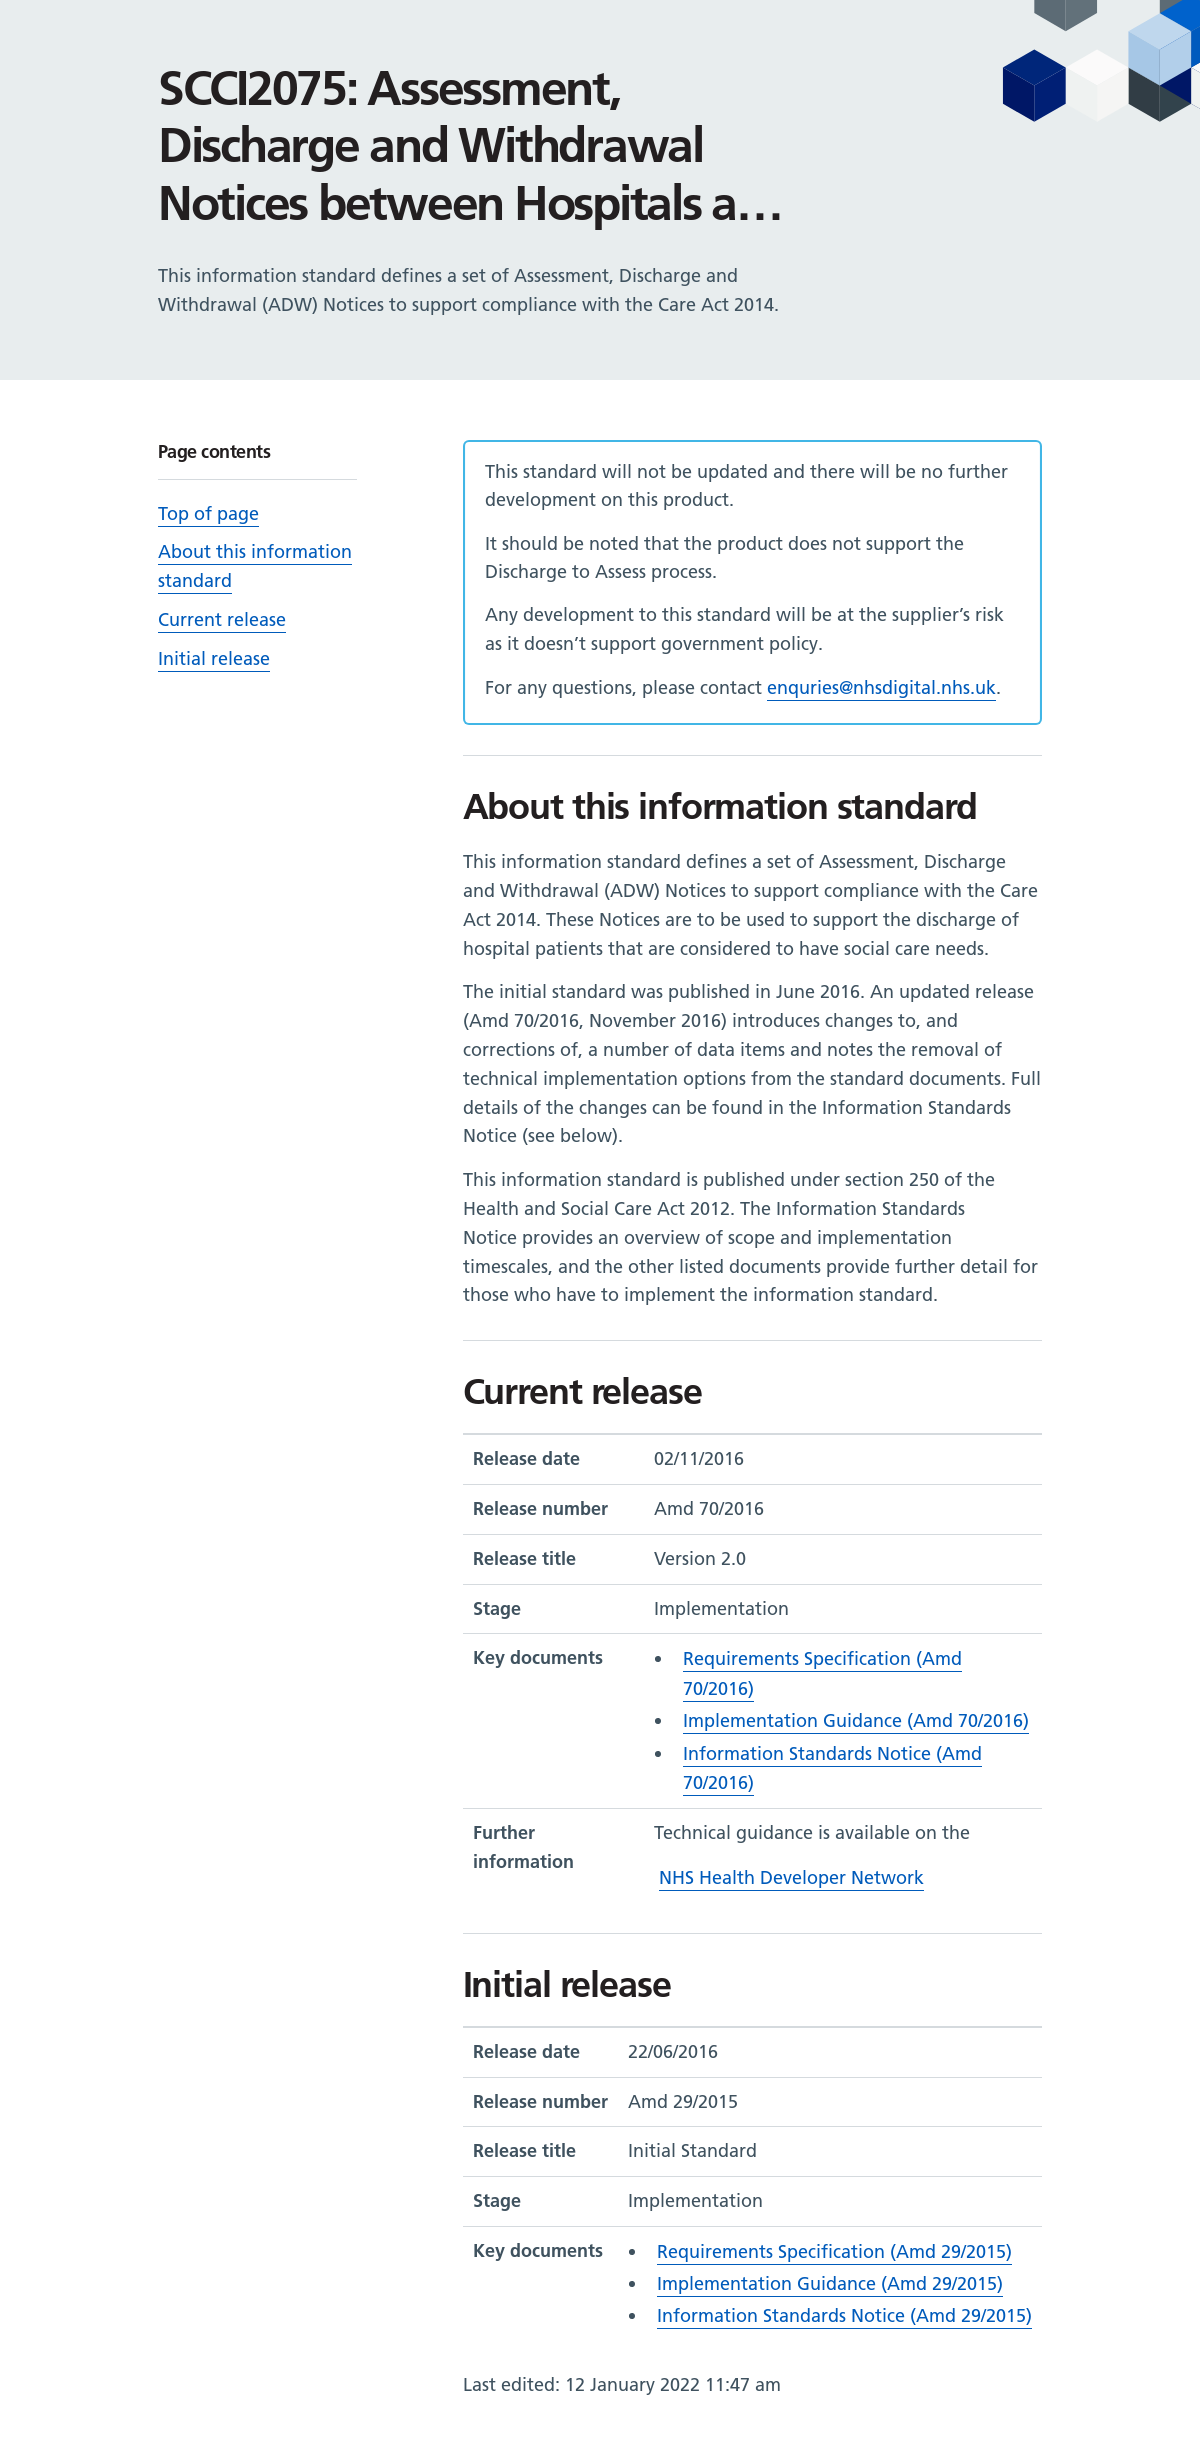 SCCI2075: Assessment,
Discharge and Withdrawal
Notices between Hospitals a…
This information standard defines a set of Assessment, Discharge and
Withdrawal (ADW) Notices to support compliance with the Care Act 2014.
Page contents
Top of page
About this information
standard
Current release
Initial release
This standard will not be updated and there will be no further
development on this product.
It should be noted that the product does not support the
Discharge to Assess process.
Any development to this standard will be at the supplier’s risk
as it doesn’t support government policy.
For any questions, please contact enquries@nhsdigital.nhs.uk.
About this information standard
This information standard defines a set of Assessment, Discharge
and Withdrawal (ADW) Notices to support compliance with the Care
Act 2014. These Notices are to be used to support the discharge of
hospital patients that are considered to have social care needs.
The initial standard was published in June 2016. An updated release
(Amd 70/2016, November 2016) introduces changes to, and
corrections of, a number of data items and notes the removal of
technical implementation options from the standard documents. Full
details of the changes can be found in the Information Standards
Notice (see below).
This information standard is published under section 250 of the
Health and Social Care Act 2012. The Information Standards
Notice provides an overview of scope and implementation
timescales, and the other listed documents provide further detail for
those who have to implement the information standard.
Current release
Release date 02/11/2016
Release number Amd 70/2016
Release title Version 2.0
Stage Implementation
Key documents • Requirements Specification (Amd
70/2016)
• Implementation Guidance (Amd 70/2016)
• Information Standards Notice (Amd
70/2016)
Further Technical guidance is available on the
information
NHS Health Developer Network
Initial release
Release date 22/06/2016
Release number Amd 29/2015
Release title Initial Standard
Stage Implementation
Key documents • Requirements Specification (Amd 29/2015)
• Implementation Guidance (Amd 29/2015)
• Information Standards Notice (Amd 29/2015)
Last edited: 12 January 2022 11:47 am